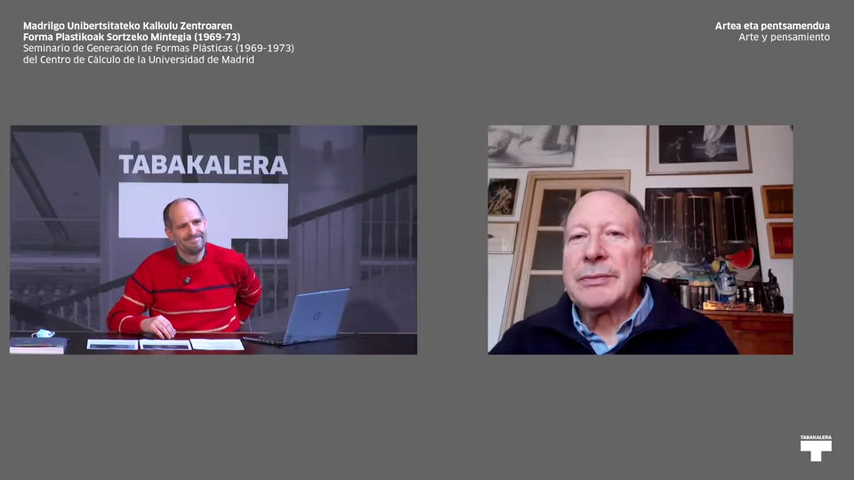 Madrilgo Unibertsitateko Kalkulu Zentroaren
Forma Plastikoak Sortzeko Mintegia (1969-73)
Seminario de Generación de Formas Plásticas (1969-1973)
del Centro de Cálculo de la Universidad de Madrid
Artea eta pentsamendua
Arte y pensamiento
TABAKALERA
TABAKALERA